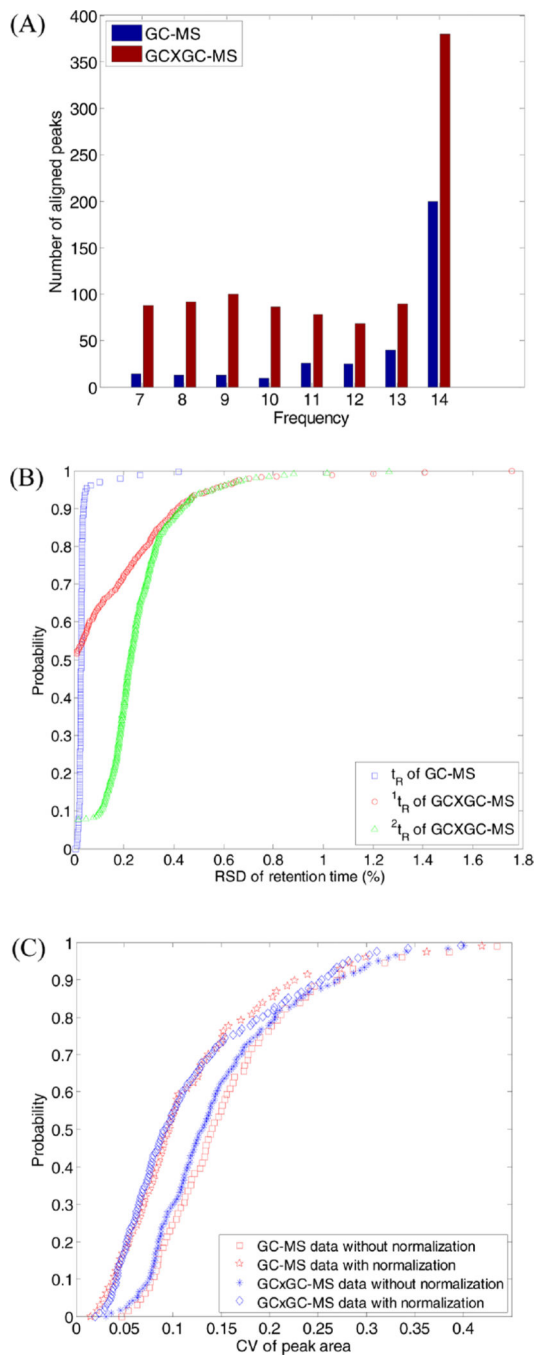 (A)
GC-MS
GCXGC-MS
400
350
300
250
200
150
100
50
0
Number of aligned peaks
7 8 9 10 11 12 13 14
Frequency
(B)
1
0.9
0.8
0.7
0.6
0.5
0.4
0.3
0.2
0.1
0
Probability
tR of GC-MS
1tR of GCXGC-MS
2tR of GCXGC-MS
0 0.2 0.4 0.6 0.8 1 1.2 1.4 1.6 1.8
RSD of retention time (%)
(C)
1
0.9
0.8
0.7
0.6
0.5
0.4
0.3
0.2
0.1
0
Probability
GC-MS data without normalization
GC-MS data with normalization
GCxGC-MS data without normalization
GCxGC-MS data with normalization
0 0.05 0.1 0.15 0.2 0.25 0.3 0.35 0.4
CV of peak area